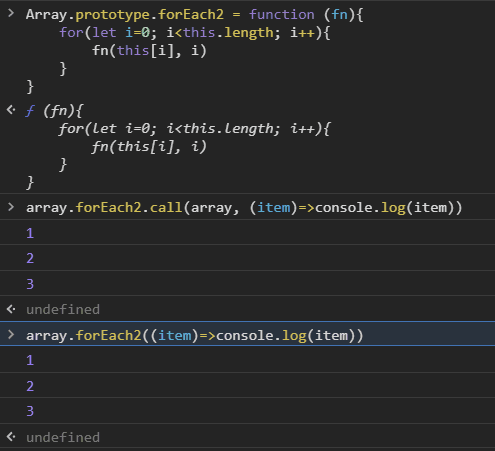 > Array.prototype.forEach2 = function (fn){
for(let i=0; i<this.length; i++){
fn(this[i], i)
}
}
<· ƒ (fn){
for(let i=0; i<this.length; i++){
fn(this[i], i)
}
}
> array.forEach2.call(array, (item)=>console.log(item))
1
2
3
<· undefined
> array.forEach2((item)=>console.log(item))
1
2
3
<· undefined